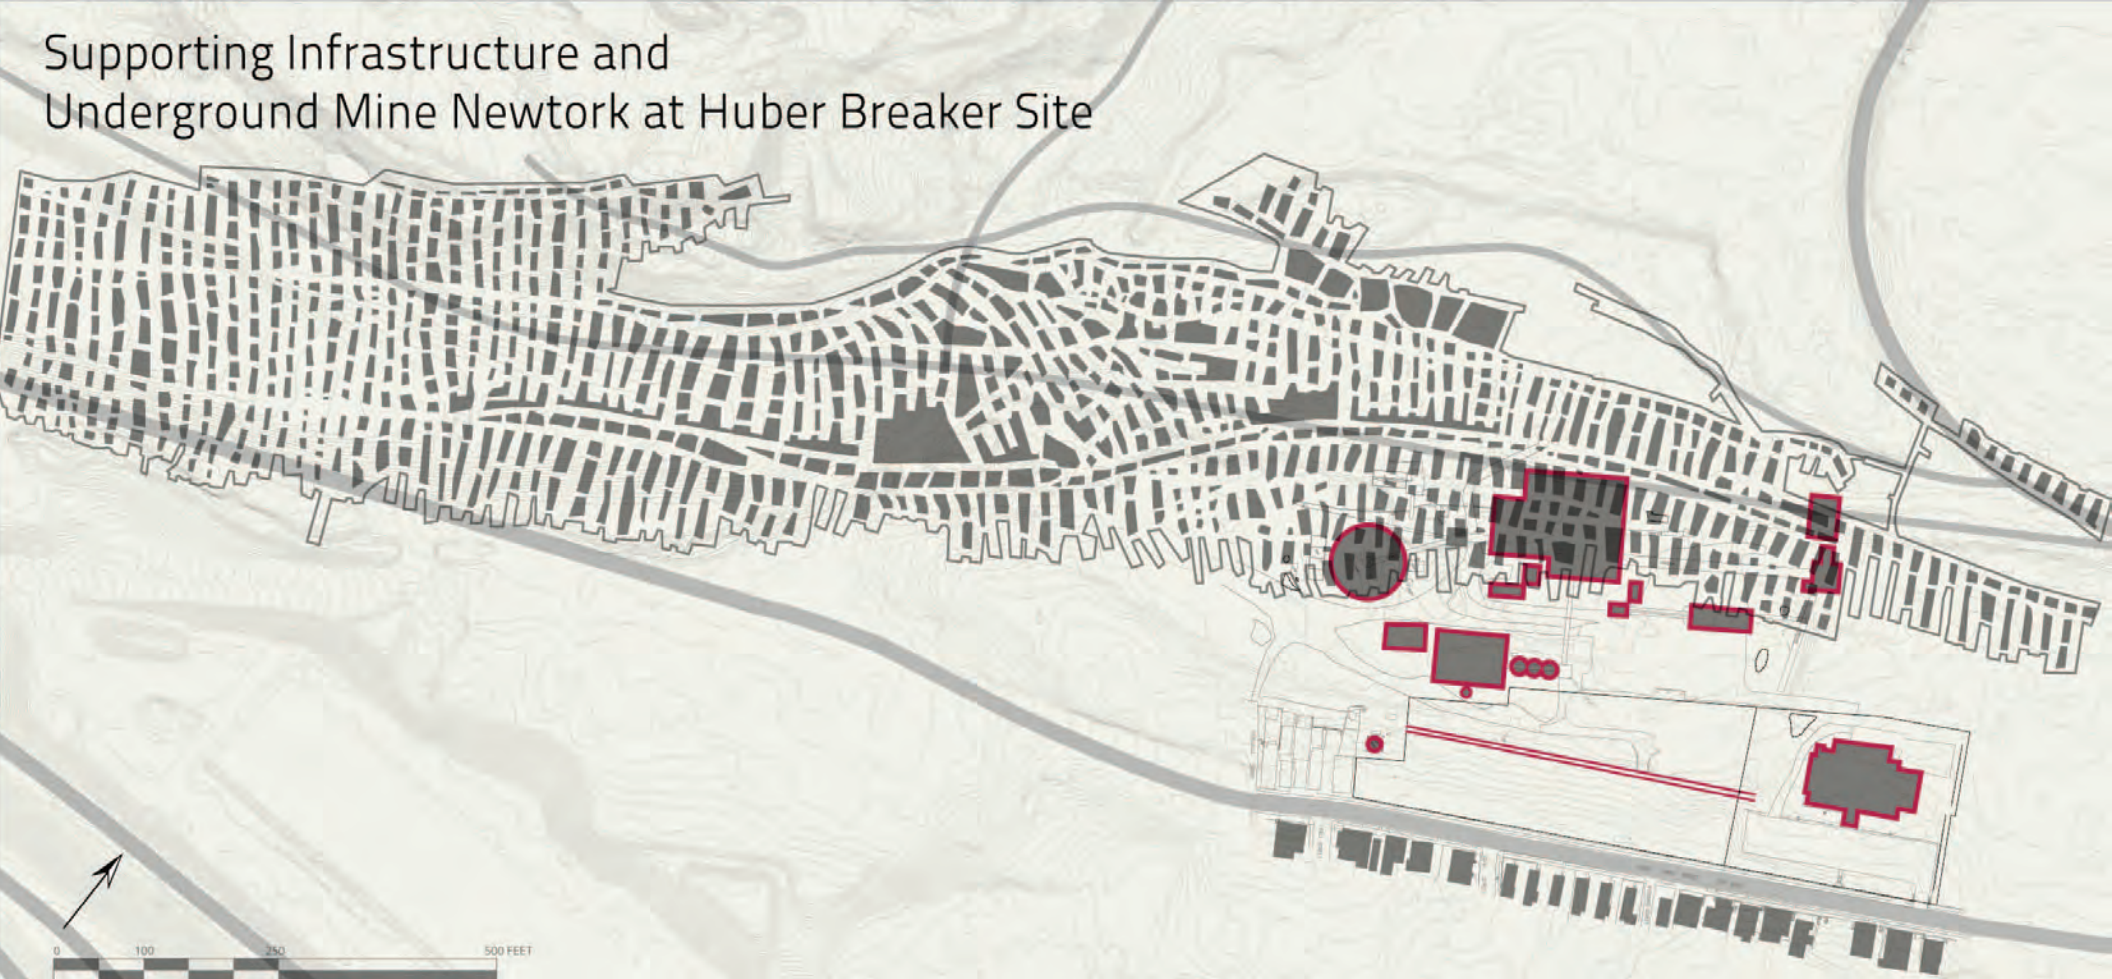 Supporting Infrastructure and
Underground Mine Newtork at Huber Breaker Site
0 100 250 500 FEET